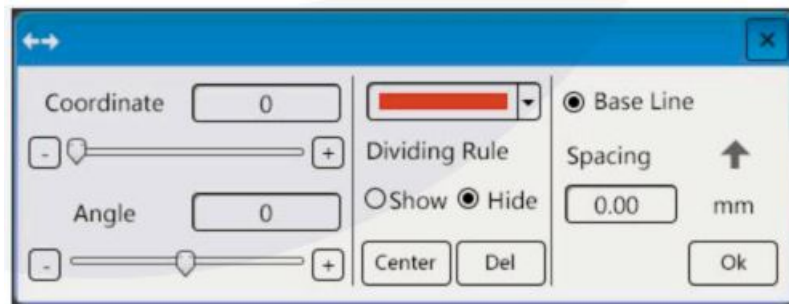 Coordinate 0
- +
Angle 0
- +
Dividing Rule
Show Hide
Center Del
Base Line
Spacing
0.00 mm
Ok